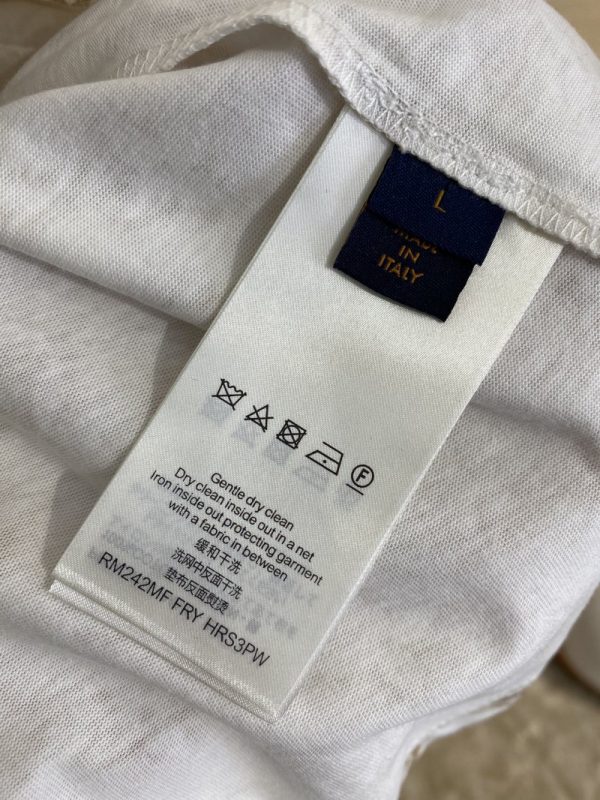 L
MADE
IN
ITALY
F
Gentle dry clean
Dry clean inside out in a net
Iron inside out protecting garment
with a fabric in between
缓和干洗
洗网中反面干洗
垫布反面熨烫
RM242MF FRY HRS3PW